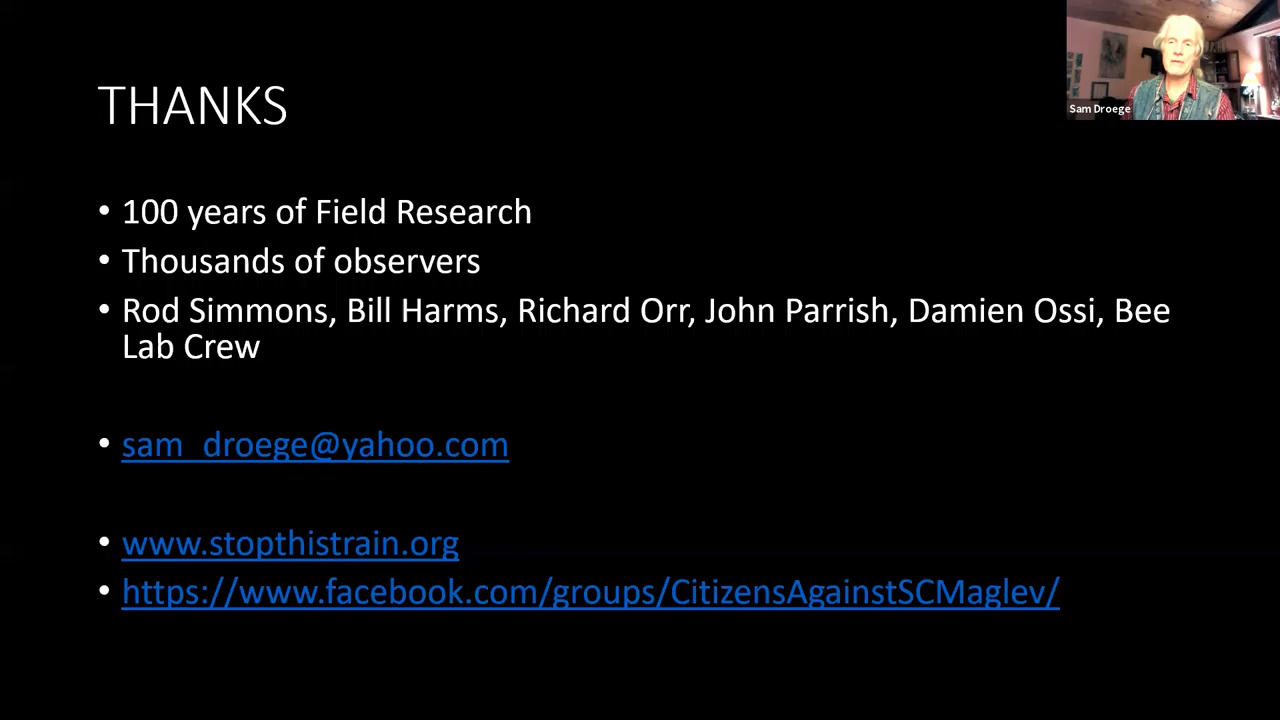 Sam Droege
THANKS
• 100 years of Field Research
• Thousands of observers
• Rod Simmons, Bill Harms, Richard Orr, John Parrish, Damien Ossi, Bee
Lab Crew
• sam_droege@yahoo.com
• www.stopthistrain.org
• https://www.facebook.com/groups/CitizensAgainstSCMaglev/